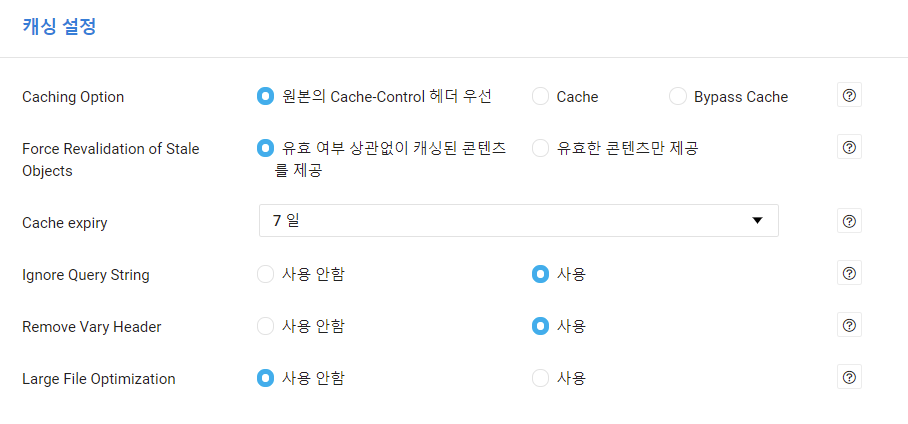 캐싱 설정
Caching Option 원본의 Cache-Control 헤더 우선 Cache Bypass Cache
Force Revalidation of Stale 유효 여부 상관없이 캐싱된 콘텐츠 유효한 콘텐츠만 제공
Objects 를 제공
Cache expiry 7 일
Ignore Query String 사용 안함 사용
Remove Vary Header 사용 안함 사용
Large File Optimization 사용 안함 사용